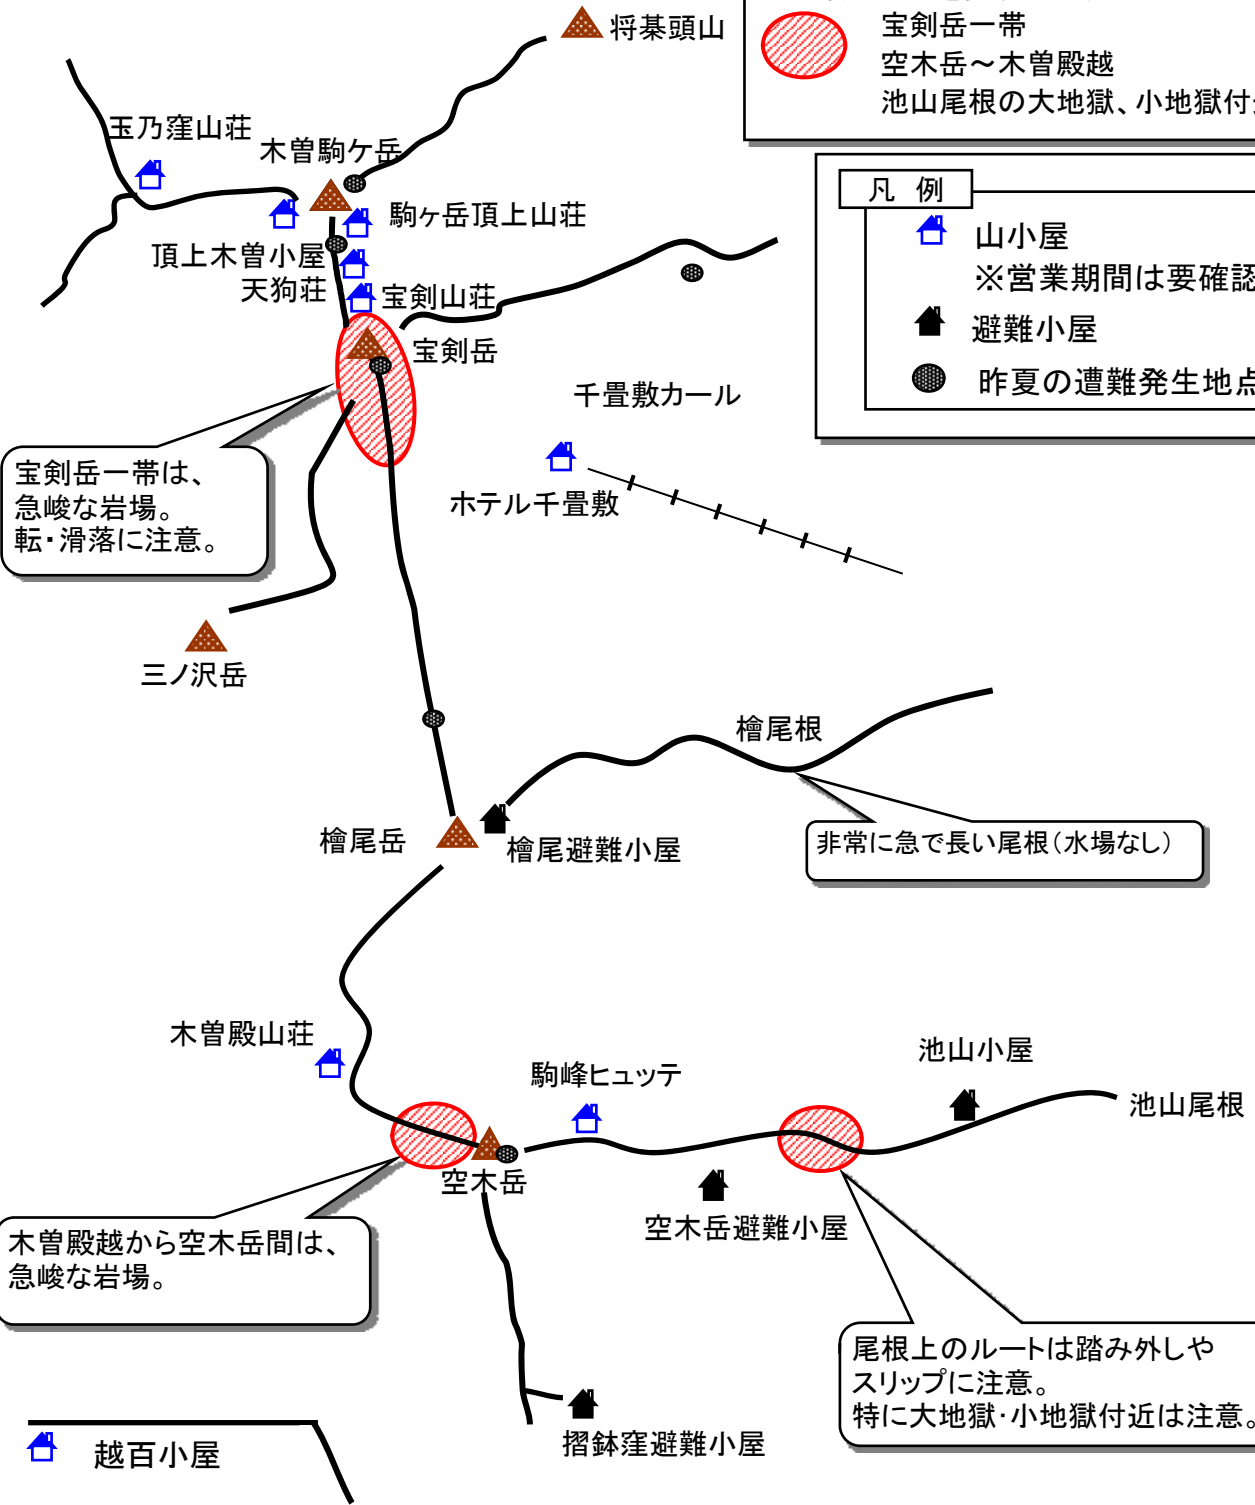 将棊頭山
宝剣岳一帯
空木岳～木曽殿越
池山尾根の大地獄、小地獄付
玉乃窪山荘
木曽駒ケ岳
凡 例
山小屋
※営業期間は要確認
避難小屋
昨夏の遭難発生地点
駒ヶ岳頂上山荘
頂上木曽小屋
天狗荘
宝剣山荘
宝剣岳
千畳敷カール
ホテル千畳敷
宝剣岳一帯は、
急峻な岩場。
転・滑落に注意。
三ノ沢岳
檜尾根
檜尾岳
檜尾避難小屋
非常に急で長い尾根（水場なし）
木曽殿山荘
駒峰ヒュッテ
池山小屋
池山尾根
空木岳
空木岳避難小屋
木曽殿越から空木岳間は、
急峻な岩場。
尾根上のルートは踏み外しや
スリップに注意。
特に大地獄・小地獄付近は注意。
摺鉢窪避難小屋
越百小屋